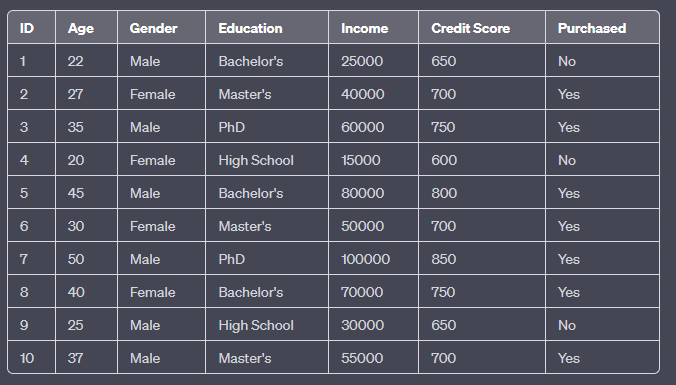 ID Age Gender Education Income Credit Score Purchased
1 22 Male Bachelor's 25000 650 No
2 27 Female Master's 40000 700 Yes
3 35 Male PhD 60000 750 Yes
4 20 Female High School 15000 600 No
5 45 Male Bachelor's 80000 800 Yes
6 30 Female Master's 50000 700 Yes
7 50 Male PhD 100000 850 Yes
8 40 Female Bachelor's 70000 750 Yes
9 25 Male High School 30000 650 No
10 37 Male Master's 55000 700 Yes